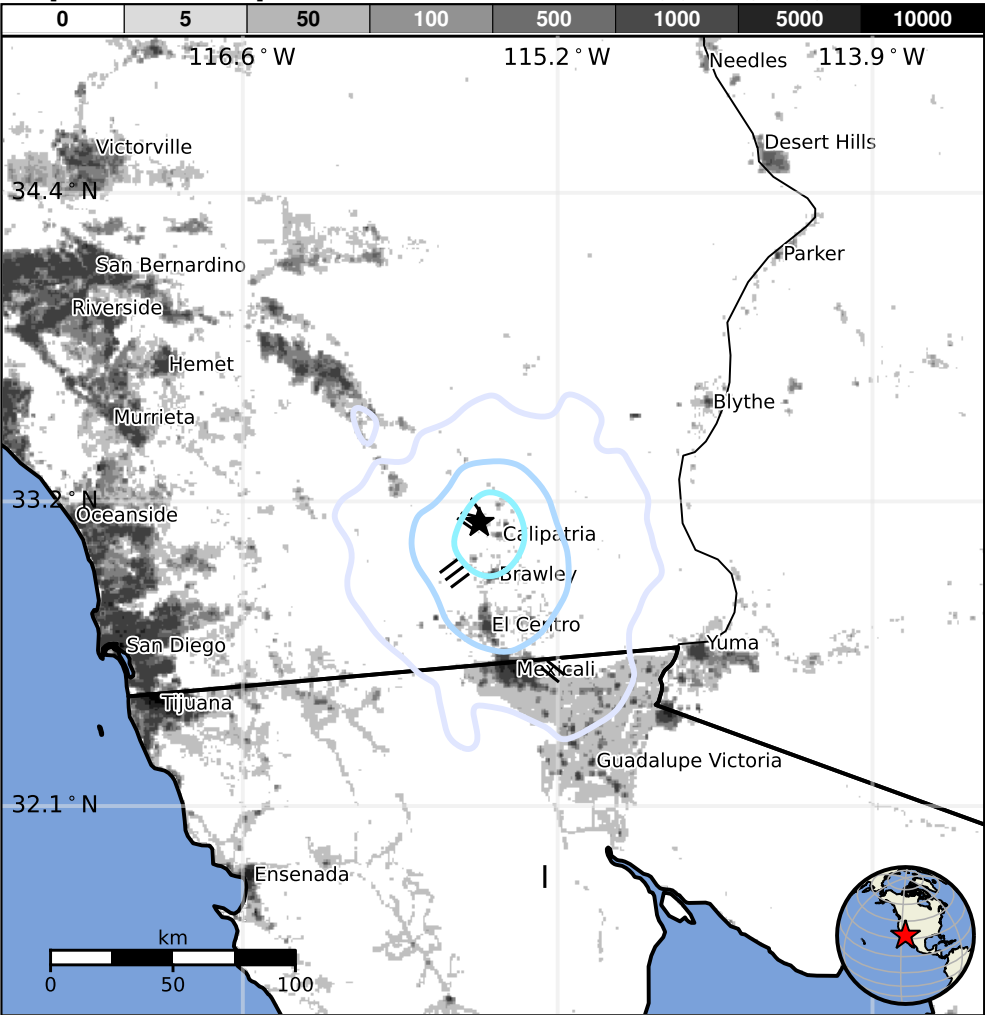 0 5 50 100 500 1000 5000 10000
116.6°W 115.2°W 113.9°W
Needles
Desert Hills
Victorville
34.4°N
Parker
San Bernardino
Riverside
Hemet
Blythe
Murrieta
33.2°N
Oceanside
Calipatria
Brawley
El Centro
San Diego
Yuma
Mexicali
Tijuana
Guadalupe Victoria
32.1°N
Ensenada
km
0 50 100